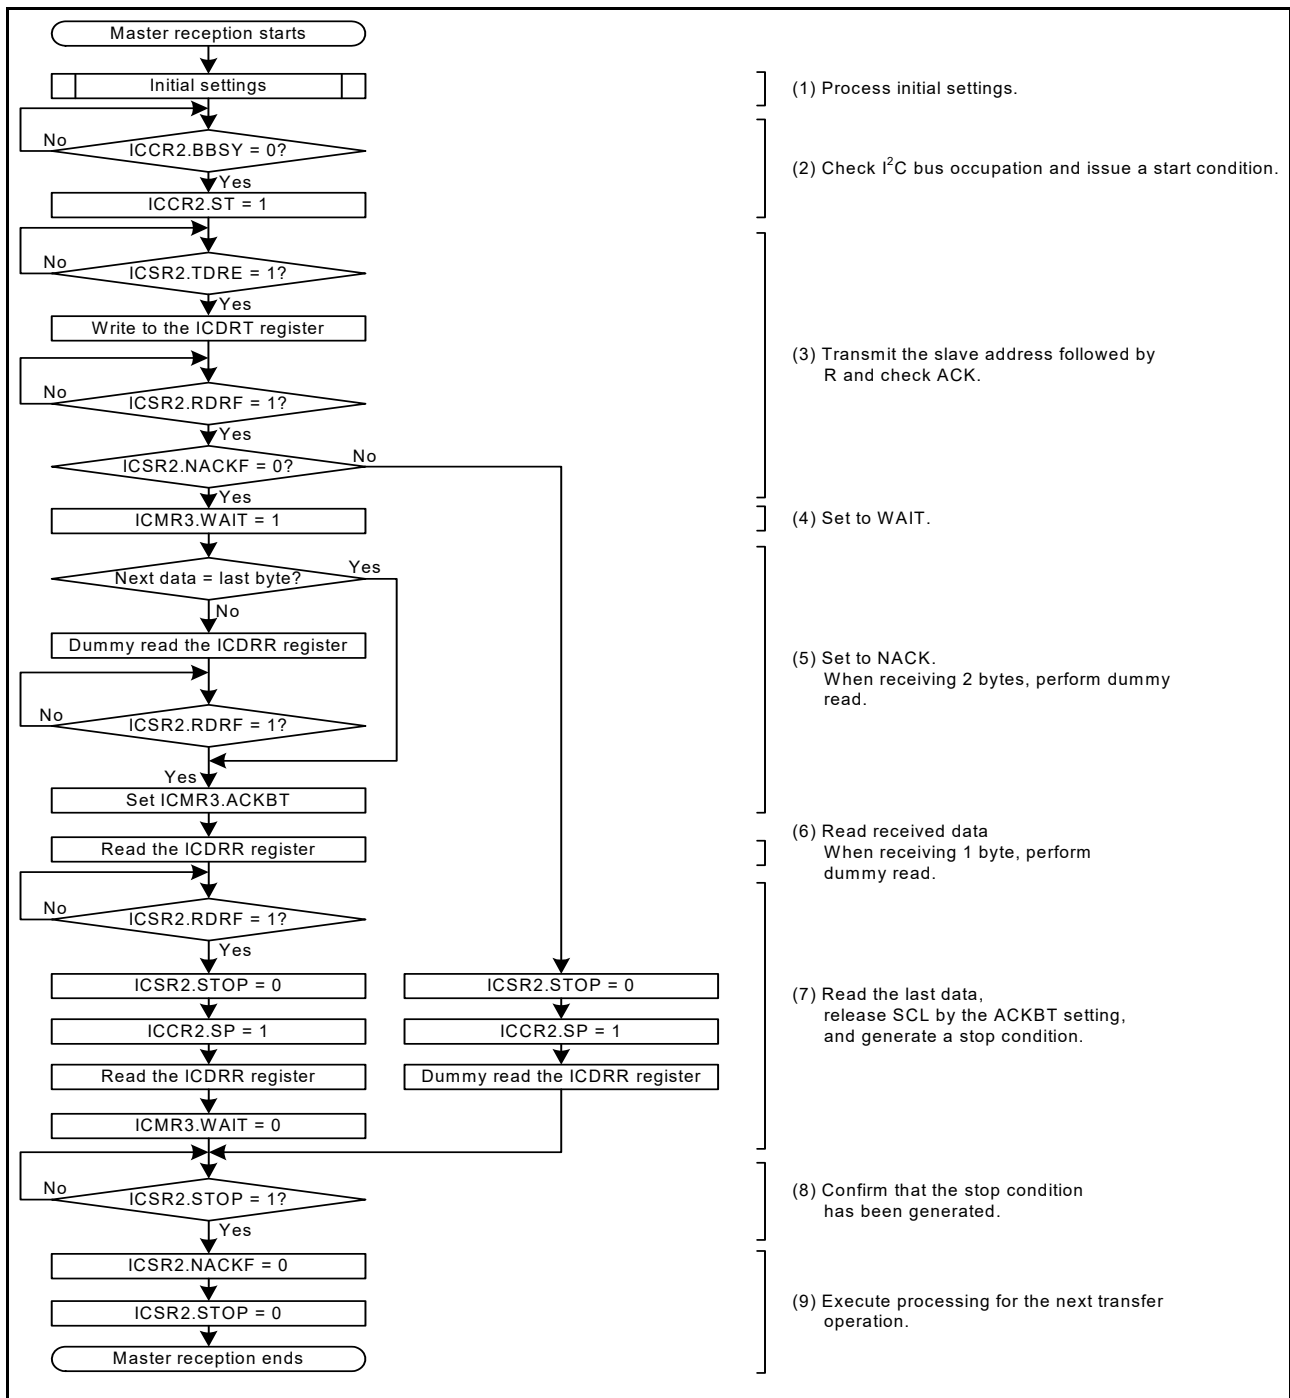 Master reception starts
Initial settings
(1) Process initial settings.
No
ICCR2.BBSY = 0?
Yes
(2) Check I²C bus occupation and issue a start condition.
ICCR2.ST = 1
No
ICSR2.TDRE = 1?
Yes
Write to the ICDRT register
(3) Transmit the slave address followed by
R and check ACK.
No
ICSR2.RDRF = 1?
Yes
ICSR2.NACKF = 0?
No
Yes
ICMR3.WAIT = 1
(4) Set to WAIT.
Next data = last byte?
Yes
No
Dummy read the ICDRR register
(5) Set to NACK.
When receiving 2 bytes, perform dummy
read.
No
ICSR2.RDRF = 1?
Yes
Set ICMR3.ACKBT
(6) Read received data
When receiving 1 byte, perform
dummy read.
Read the ICDRR register
No
ICSR2.RDRF = 1?
Yes
ICSR2.STOP = 0
ICSR2.STOP = 0
(7) Read the last data,
release SCL by the ACKBT setting,
and generate a stop condition.
ICCR2.SP = 1
ICCR2.SP = 1
Read the ICDRR register
Dummy read the ICDRR register
ICMR3.WAIT = 0
No
ICSR2.STOP = 1?
Yes
(8) Confirm that the stop condition
has been generated.
ICSR2.NACKF = 0
ICSR2.STOP = 0
(9) Execute processing for the next transfer
operation.
Master reception ends